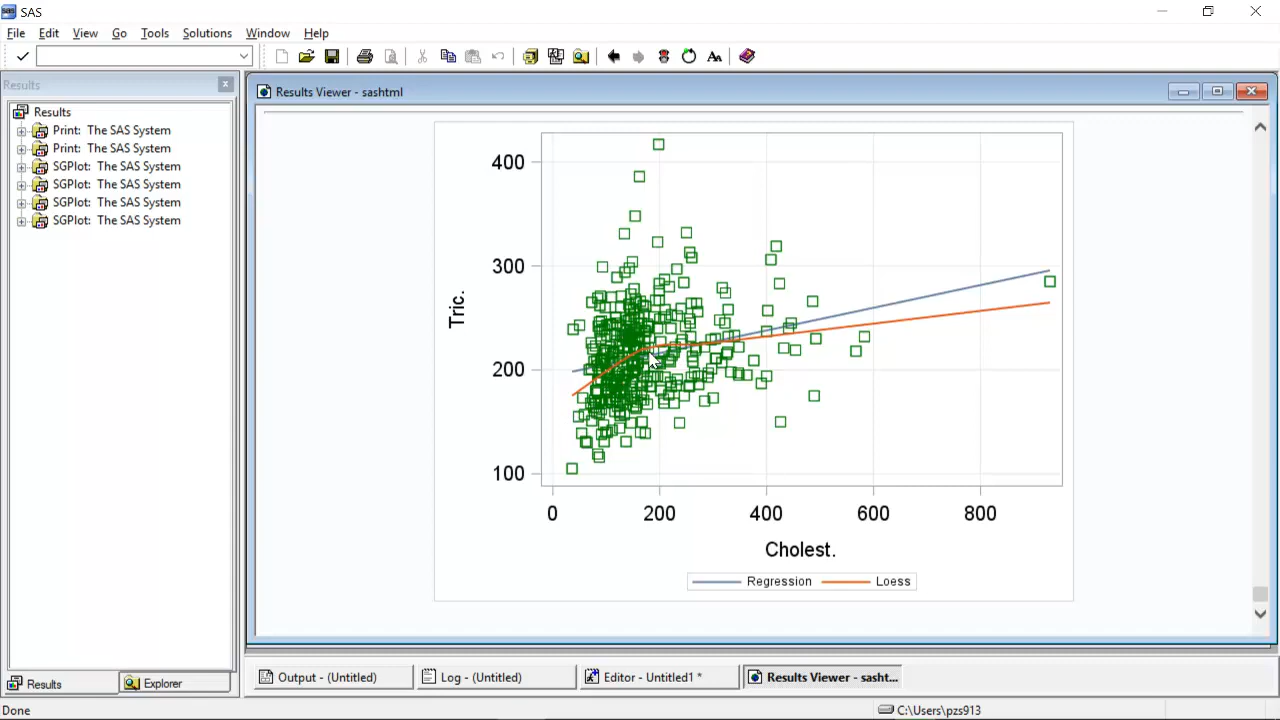 sas SAS
File Edit View Go Tools Solutions Window Help
Results
Results Viewer - sashtml
Results
Print: The SAS System
Print: The SAS System
SGPlot: The SAS System
SGPlot: The SAS System
SGPlot: The SAS System
SGPlot: The SAS System
400
300
200
100
Tric.
0 200 400 600 800
Cholest.
Regression Loess
Results Explorer
Output - (Untitled) Log - (Untitled) Editor - Untitled1 * Results Viewer - sasht...
Done C:\Users\pzs913